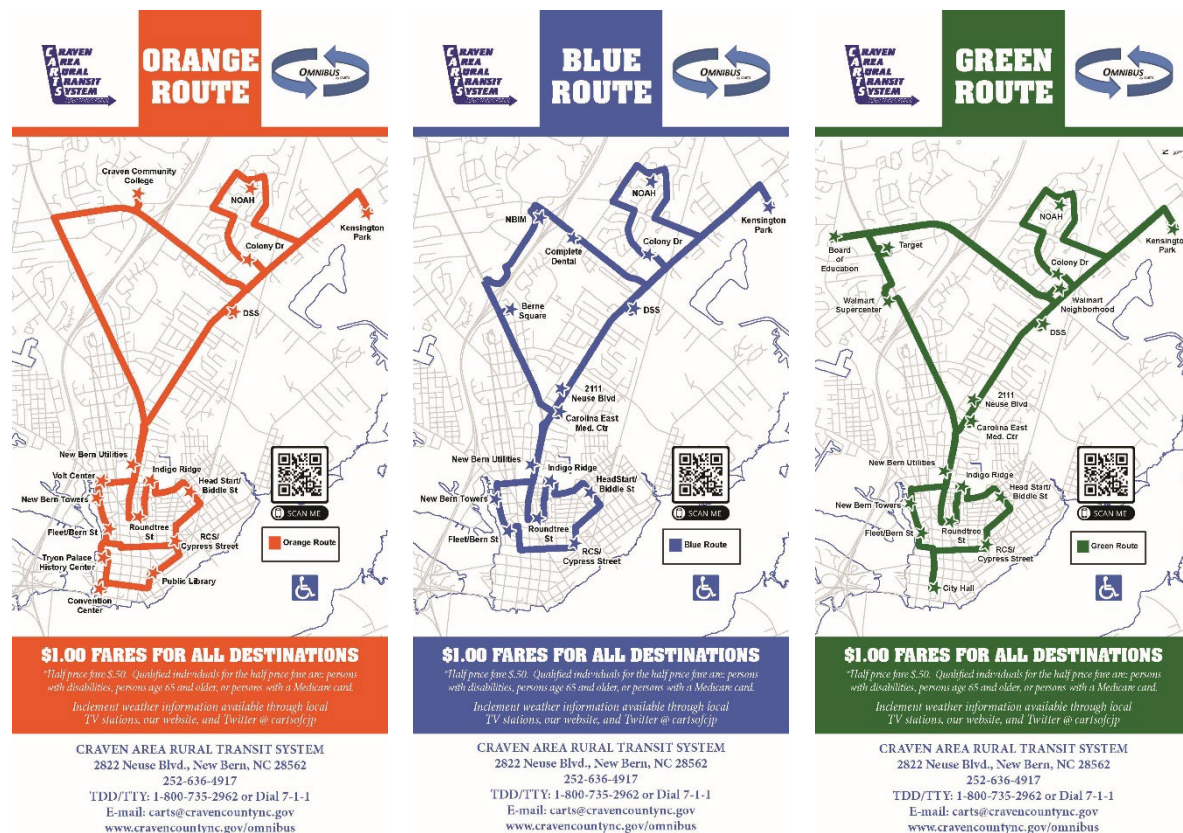 CRAVEN
AREA
RURAL
TRANSIT
SYSTEM
ORANGE
ROUTE
OMNIBUS
by CARTS
Craven Community
College
NOAH
Kensington
Park
Colony Dr
DSS
New Bern Utilities
Volt Center
Indigo Ridge
Head Start/
Biddle St
New Bern Towers
Roundtree
St
Fleet/Bern St
RCS/
Cypress Street
Tryon Palace
History Center
Public Library
Convention
Center
SCAN ME
Orange Route
$1.00 FARES FOR ALL DESTINATIONS
*Half price fare $.50. Qualified individuals for the half price fare are: persons
with disabilities, persons age 65 and older, or persons with a Medicare card.
Inclement weather information available through local
TV stations, our website, and Twitter @ cartsofcjp
CRAVEN AREA RURAL TRANSIT SYSTEM
2822 Neuse Blvd., New Bern, NC 28562
252-636-4917
TDD/TTY: 1-800-735-2962 or Dial 7-1-1
E-mail: carts@cravencountync.gov
www.cravencountync.gov/omnibus
CRAVEN
AREA
RURAL
TRANSIT
SYSTEM
BLUE
ROUTE
OMNIBUS
by CARTS
NOAH
NBIM
Kensington
Park
Complete
Dental
Colony Dr
Berne
Square
DSS
2111
Neuse Blvd
Carolina East
Med. Ctr
New Bern Utilities
Indigo Ridge
HeadStart/
Biddle St
New Bern Towers
Roundtree
St
Fleet/Bern St
RCS/
Cypress Street
SCAN ME
Blue Route
$1.00 FARES FOR ALL DESTINATIONS
*Half price fare $.50. Qualified individuals for the half price fare are: persons
with disabilities, persons age 65 and older, or persons with a Medicare card.
Inclement weather information available through local
TV stations, our website, and Twitter @ cartsofcjp
CRAVEN AREA RURAL TRANSIT SYSTEM
2822 Neuse Blvd., New Bern, NC 28562
252-636-4917
TDD/TTY: 1-800-735-2962 or Dial 7-1-1
E-mail: carts@cravencountync.gov
www.cravencountync.gov/omnibus
CRAVEN
AREA
RURAL
TRANSIT
SYSTEM
GREEN
ROUTE
OMNIBUS
by CARTS
NOAH
Kensington
Park
Board
of
Education
Target
Colony Dr
Walmart
Supercenter
Walmart
Neighborhood
DSS
2111
Neuse Blvd
Carolina East
Med. Ctr
New Bern Utilities
Indigo Ridge
Head Start/
Biddle St
New Bern Towers
Roundtree
St
Fleet/Bern St
RCS/
Cypress Street
City Hall
SCAN ME
Green Route
$1.00 FARES FOR ALL DESTINATIONS
*Half price fare $.50. Qualified individuals for the half price fare are: persons
with disabilities, persons age 65 and older, or persons with a Medicare card.
Inclement weather information available through local
TV stations, our website, and Twitter @ cartsofcjp
CRAVEN AREA RURAL TRANSIT SYSTEM
2822 Neuse Blvd., New Bern, NC 28562
252-636-4917
TDD/TTY: 1-800-735-2962 or Dial 7-1-1
E-mail: carts@cravencountync.gov
www.cravencountync.gov/omnibus